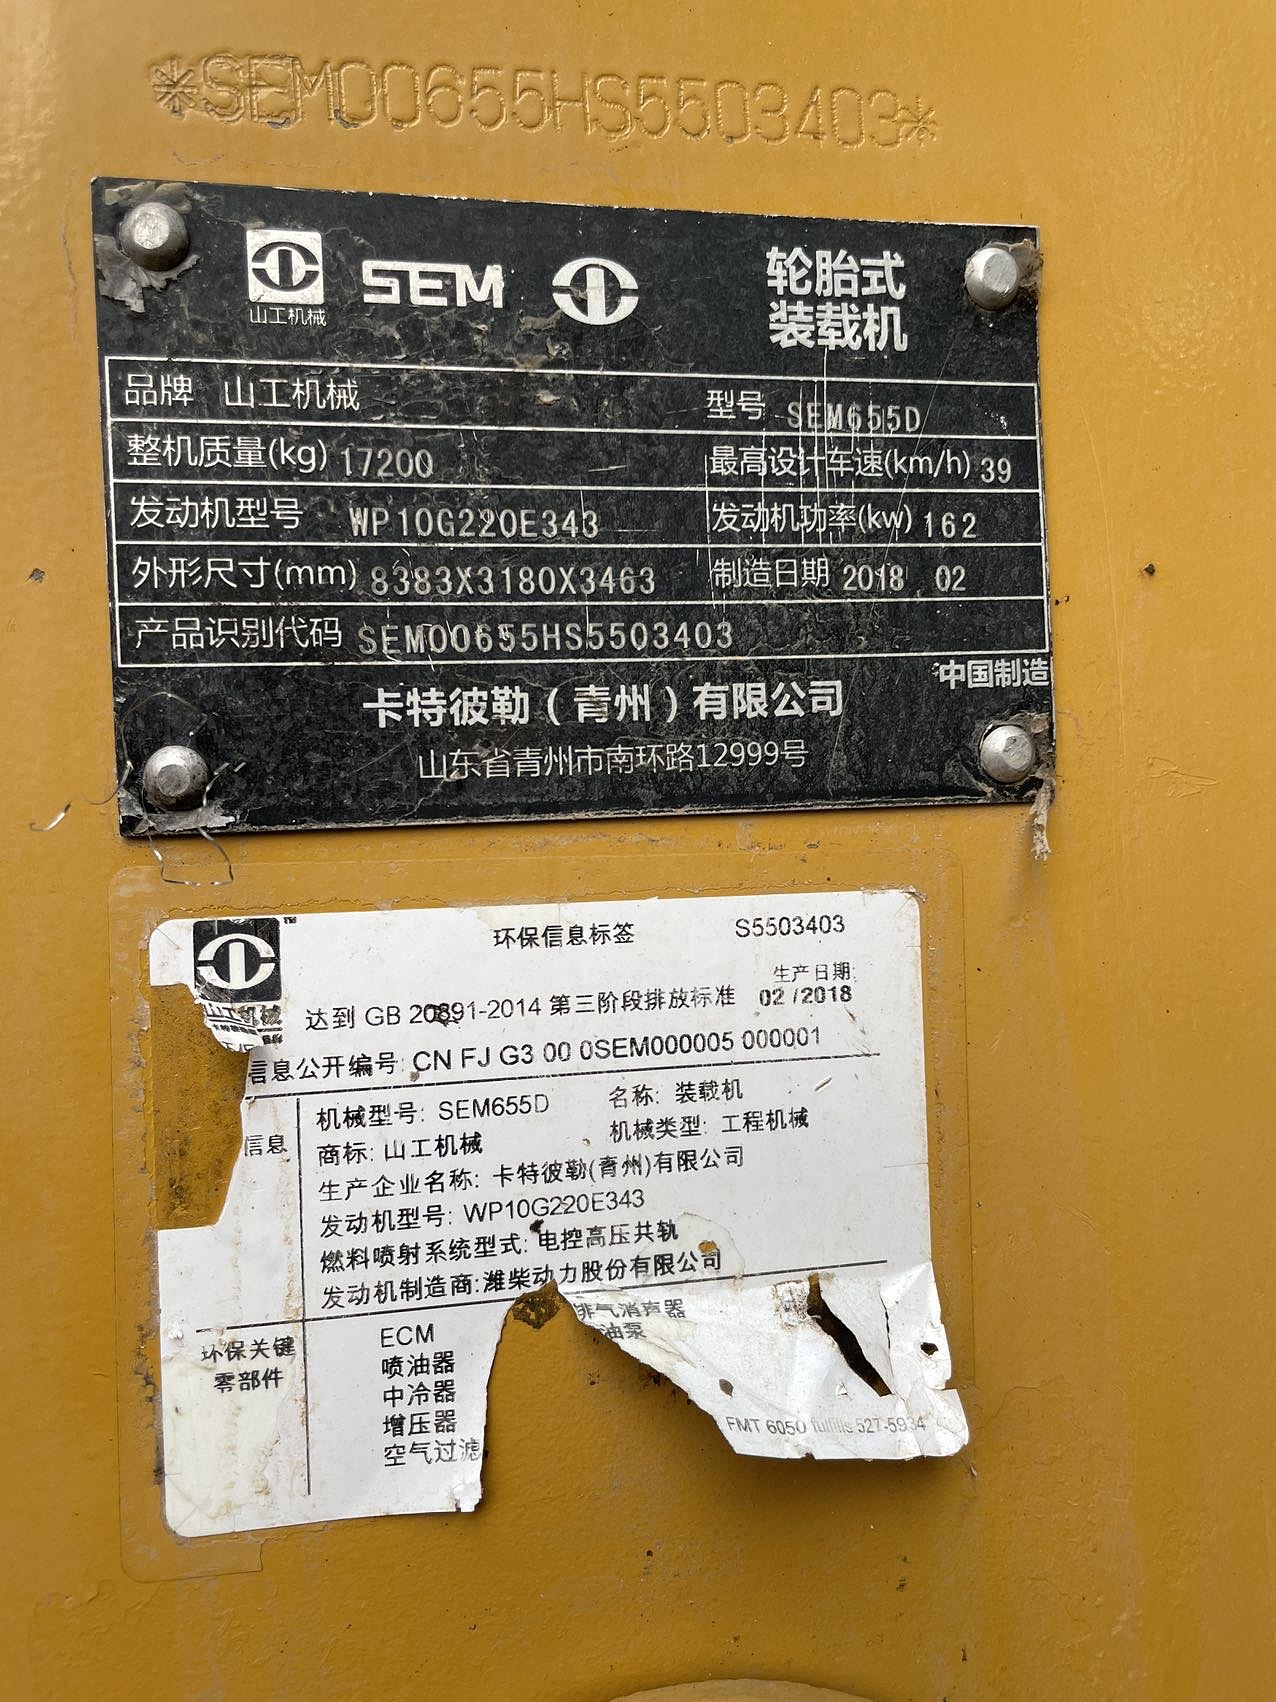 *SEM00655HS5503403*
山工机械
SEM
轮胎式
装载机
品牌 山工机械 型号 SEM655D
整机质量(kg) 17200 最高设计车速(km/h) 39
发动机型号 WP10G220E343 发动机功率(kw) 162
外形尺寸(mm) 8383X3180X3463 制造日期 2018 02
产品识别代码 SEM00655HS5503403
中国制造
卡特彼勒(青州)有限公司
山东省青州市南环路12999号
山工机械
环保信息标签 S5503403
生产日期:
达到 GB 20891-2014 第三阶段排放标准 02/2018
信息公开编号: CN FJ G3 00 0SEM000005 000001
信息
机械型号: SEM655D 名称: 装载机
商标: 山工机械 机械类型: 工程机械
生产企业名称: 卡特彼勒(青州)有限公司
发动机型号: WP10G220E343
燃料喷射系统型式: 电控高压共轨
发动机制造商:潍柴动力股份有限公司
环保关键
零部件
ECM 排气消声器
喷油器 油泵
中冷器
增压器
空气过滤
FMT 6050 fulfills 527-5934